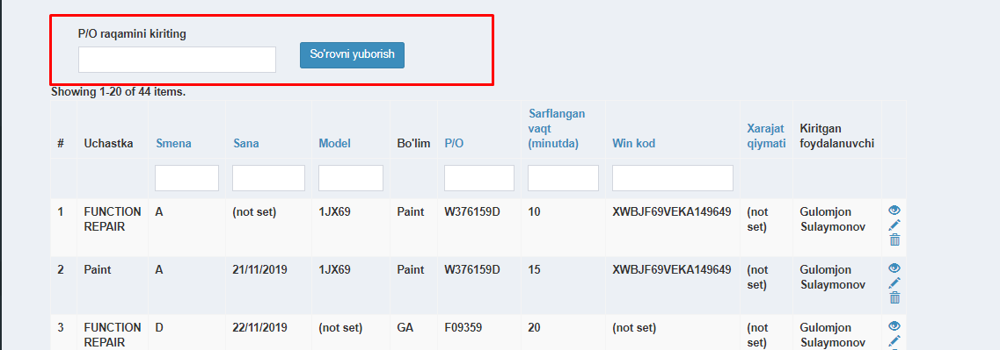 P/O raqamini kiriting
So'rovni yuborish
Showing 1-20 of 44 items.
# Uchastka Smena Sana Model Bo'lim P/O Sarflangan vaqt (minutda) Win kod Xarajat qiymati Kiritgan foydalanuvchi
1 FUNCTION REPAIR A (not set) 1JX69 Paint W376159D 10 XWBJF69VEKA149649 (not set) Gulomjon Sulaymonov
2 Paint A 21/11/2019 1JX69 Paint W376159D 15 XWBJF69VEKA149649 (not set) Gulomjon Sulaymonov
3 FUNCTION REPAIR D 22/11/2019 (not set) GA F09359 20 (not set) (not set) Gulomjon Sulaymonov